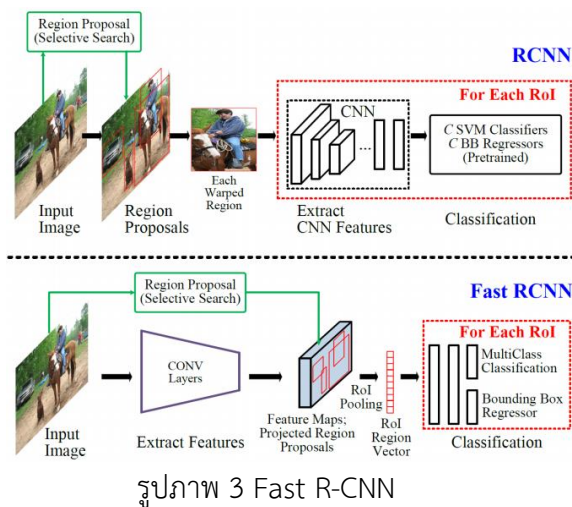 Region Proposal
(Selective Search)
RCNN
For Each RoI
CNN
...
C SVM Classifiers
C BB Regressors
(Pretrained)
Input
Image
Region
Proposals
Each
Warped
Region
Extract
CNN Features
Classification
Region Proposal
(Selective Search)
Fast RCNN
For Each RoI
CONV
Layers
MultiClass
Classification
Bounding Box
Regressor
RoI
Pooling
Input
Image
Extract Features
Feature Maps;
Projected Region
Proposals
RoI
Region
Vector
Classification
รูปภาพ 3 Fast R-CNN